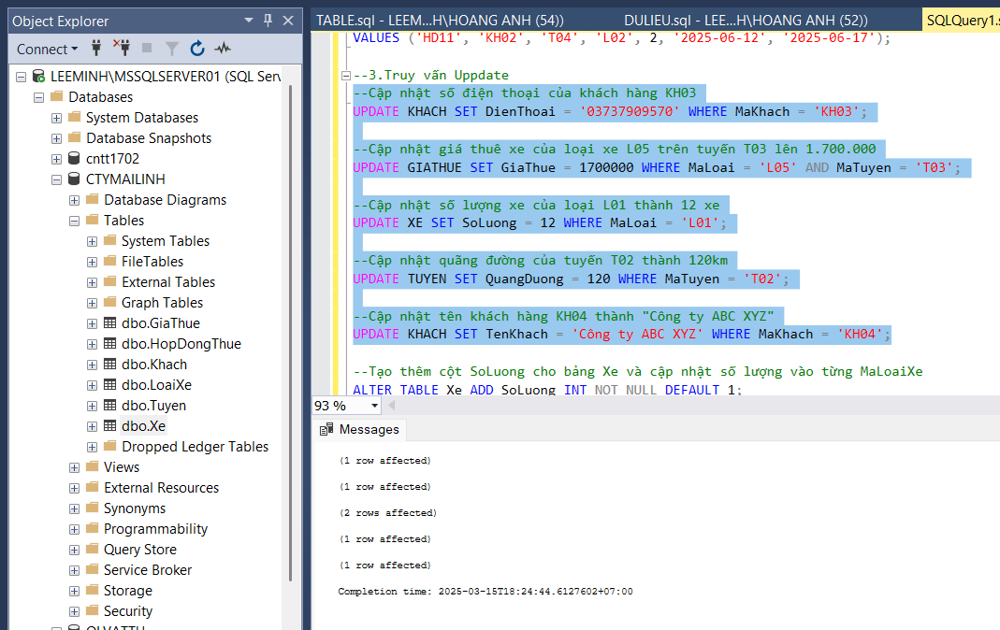 Object Explorer
Connect
LEEMINH\MSSQLSERVER01 (SQL Serv
Databases
System Databases
Database Snapshots
cntt1702
CTYMAILINH
Database Diagrams
Tables
System Tables
FileTables
External Tables
Graph Tables
dbo.GiaThue
dbo.HopDongThue
dbo.Khach
dbo.LoaiXe
dbo.Tuyen
dbo.Xe
Dropped Ledger Tables
Views
External Resources
Synonyms
Programmability
Query Store
Service Broker
Storage
Security
QLVATTU
TABLE.sql - LEEM...H\HOANG ANH (54))
DULIEU.sql - LEE...H\HOANG ANH (52))
SQLQuery1.s
VALUES ('HD11', 'KH02', 'T04', 'L02', 2, '2025-06-12', '2025-06-17');
--3.Truy vấn Uppdate
--Cập nhật số điện thoại của khách hàng KH03
UPDATE KHACH SET DienThoai = '03737909570' WHERE MaKhach = 'KH03';
--Cập nhật giá thuê xe của loại xe L05 trên tuyến T03 lên 1.700.000
UPDATE GIATHUE SET GiaThue = 1700000 WHERE MaLoai = 'L05' AND MaTuyen = 'T03';
--Cập nhật số lượng xe của loại L01 thành 12 xe
UPDATE XE SET SoLuong = 12 WHERE MaLoai = 'L01';
--Cập nhật quãng đường của tuyến T02 thành 120km
UPDATE TUYEN SET QuangDuong = 120 WHERE MaTuyen = 'T02';
--Cập nhật tên khách hàng KH04 thành "Công ty ABC XYZ"
UPDATE KHACH SET TenKhach = 'Công ty ABC XYZ' WHERE MaKhach = 'KH04';
--Tạo thêm cột SoLuong cho bảng Xe và cập nhật số lượng vào từng MaLoaiXe
ALTER TABLE Xe ADD SoLuong INT NOT NULL DEFAULT 1;
93 %
Messages
(1 row affected)
(1 row affected)
(2 rows affected)
(1 row affected)
(1 row affected)
Completion time: 2025-03-15T18:24:44.6127602+07:00